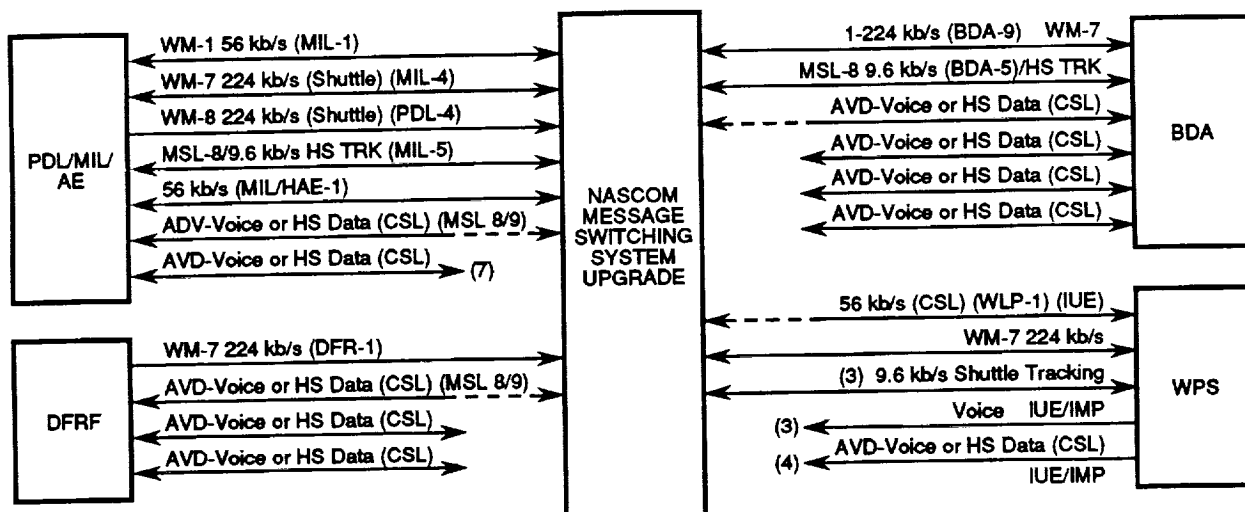 PDL/MIL/
AE
WM-1 56 kb/s (MIL-1)
WM-7 224 kb/s (Shuttle) (MIL-4)
WM-8 224 kb/s (Shuttle) (PDL-4)
MSL-8/9.6 kb/s HS TRK (MIL-5)
56 kb/s (MIL/HAE-1)
ADV-Voice or HS Data (CSL) (MSL 8/9)
AVD-Voice or HS Data (CSL)
(7)
DFRF
WM-7 224 kb/s (DFR-1)
AVD-Voice or HS Data (CSL) (MSL 8/9)
AVD-Voice or HS Data (CSL)
AVD-Voice or HS Data (CSL)
NASCOM
MESSAGE
SWITCHING
SYSTEM
UPGRADE
1-224 kb/s (BDA-9) WM-7
MSL-8 9.6 kb/s (BDA-5)/HS TRK
AVD-Voice or HS Data (CSL)
AVD-Voice or HS Data (CSL)
AVD-Voice or HS Data (CSL)
AVD-Voice or HS Data (CSL)
BDA
56 kb/s (CSL) (WLP-1) (IUE)
WM-7 224 kb/s
(3) 9.6 kb/s Shuttle Tracking
Voice IUE/IMP
(3)
AVD-Voice or HS Data (CSL)
(4)
IUE/IMP
WPS